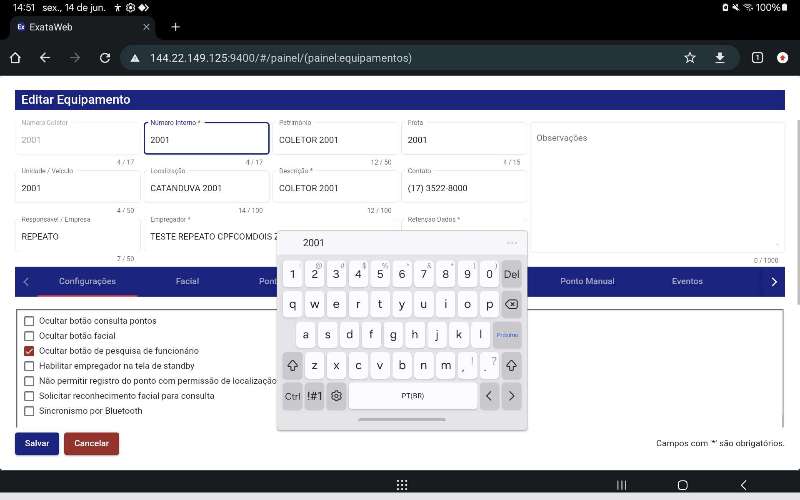 14:51 sex., 14 de jun.
100%
Ex ExataWeb
144.22.149.125:9400/#/painel/(painel:equipamentos)
1
Editar Equipamento
Número Coletor
2001
4 / 17
Número Interno *
2001
4 / 17
Patrimônio
COLETOR 2001
12 / 50
Frota
2001
4 / 15
Observações
0 / 1000
Unidade / Veículo
2001
4 / 50
Localização
CATANDUVA 2001
14 / 100
Descrição *
COLETOR 2001
12 / 100
Contato
(17) 3522-8000
Responsável / Empresa
REPEATO
7 / 50
Empregador *
TESTE REPEATO CPFCOMDOIS
Retenção Dados *
Configurações Facial Pont Ponto Manual Eventos
Ocultar botão consulta pontos
Ocultar botão facial
Ocultar botão de pesquisa de funcionário
Habilitar empregador na tela de standby
Não permitir registro do ponto com permissão de localização
Solicitar reconhecimento facial para consulta
Sincronismo por Bluetooth
Salvar Cancelar
Campos com '*' são obrigatórios.
2001
1 2 3 4 5 6 7 8 9 0 Del
! @ # $ % ^ & * ( )
q w e r t y u i o p
a s d f g h j k l Próximo
z x c v b n m , ! . ?
Ctrl !#1 PT(BR)